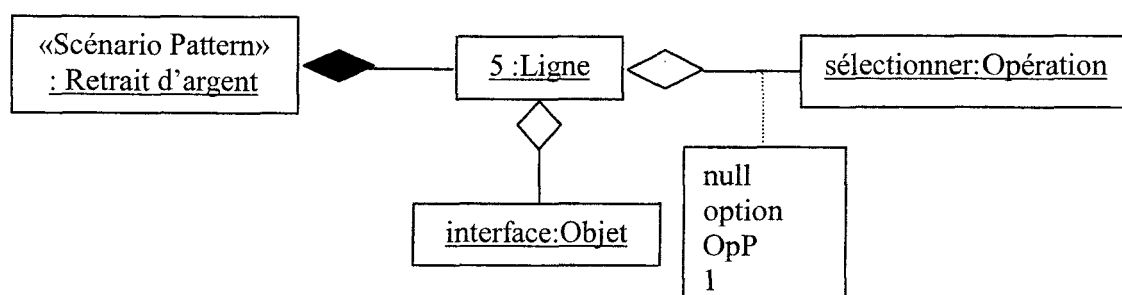 «Scénario Pattern»
: Retrait d'argent
5 :Ligne
sélectionner:Opération
interface:Objet
null
option
OpP
1